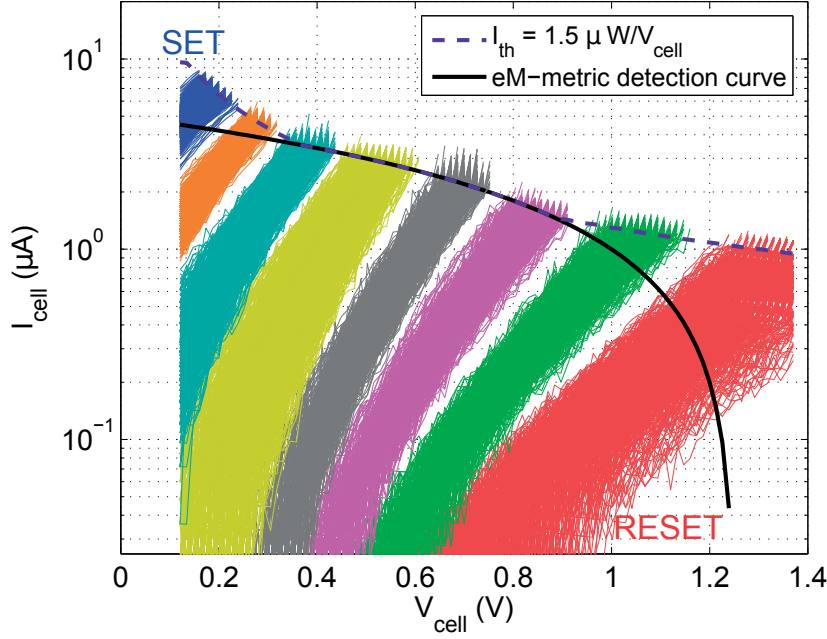 SET
I_th = 1.5 μ W/V_cell
eM−metric detection curve
10^1
10^0
10^−1
I_cell (μA)
RESET
0 0.2 0.4 0.6 0.8 1 1.2 1.4
V_cell (V)